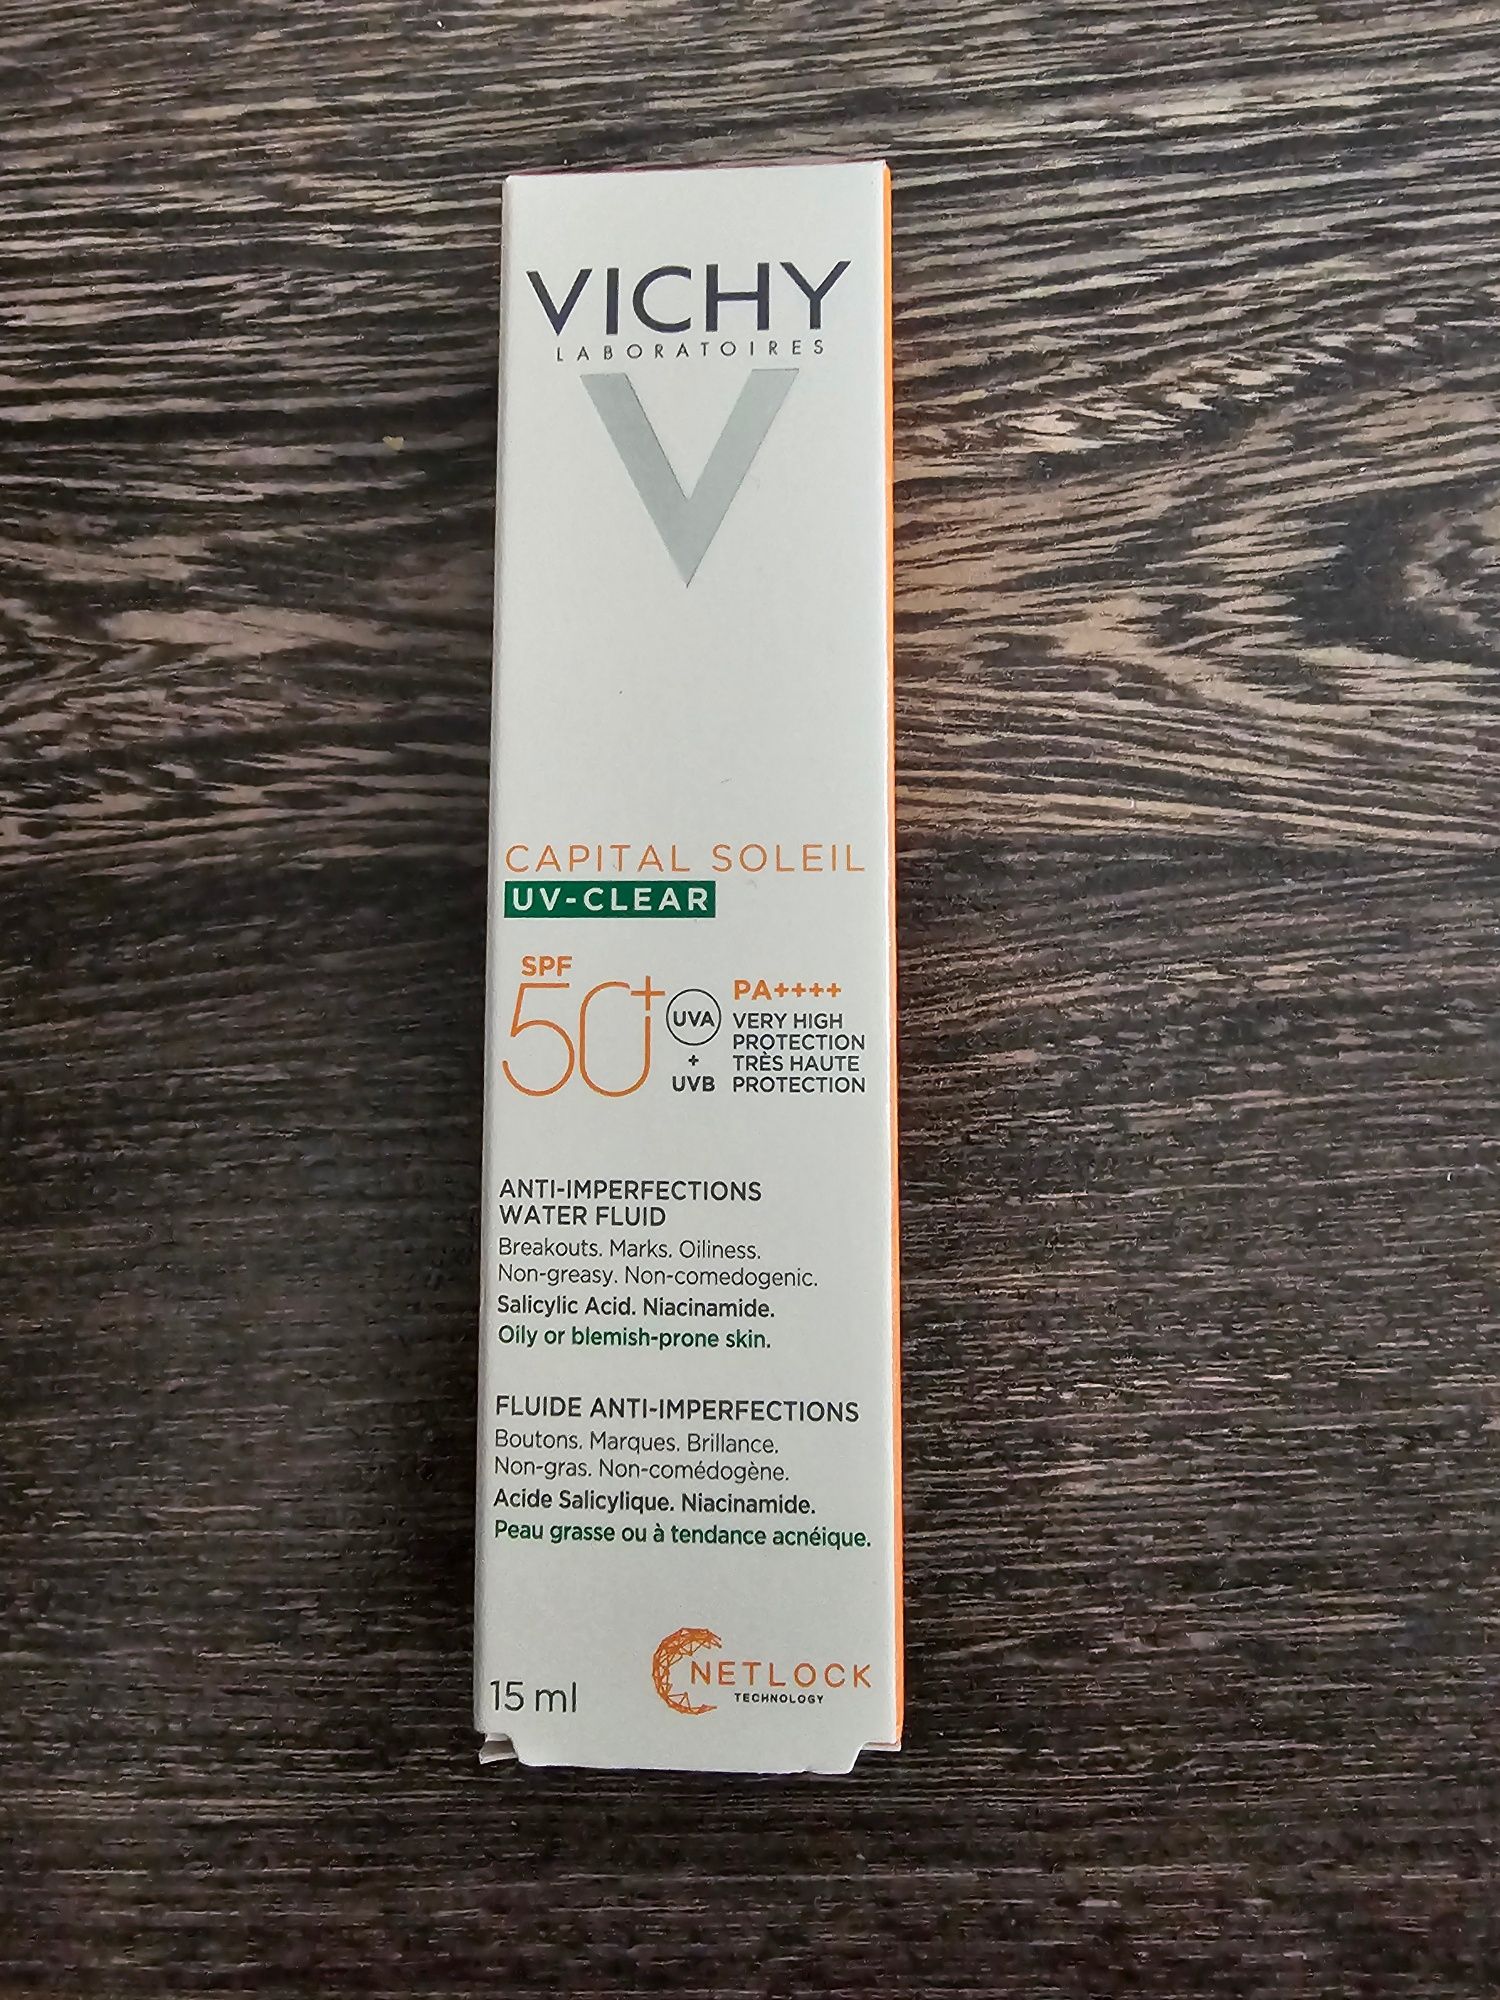 VICHY
LABORATOIRES
V
CAPITAL SOLEIL
UV-CLEAR
SPF
50+
UVA
+
UVB
PA++++
VERY HIGH
PROTECTION
TRÈS HAUTE
PROTECTION
ANTI-IMPERFECTIONS
WATER FLUID
Breakouts. Marks. Oiliness.
Non-greasy. Non-comedogenic.
Salicylic Acid. Niacinamide.
Oily or blemish-prone skin.
FLUIDE ANTI-IMPERFECTIONS
Boutons. Marques. Brillance.
Non-gras. Non-comédogène.
Acide Salicylique. Niacinamide.
Peau grasse ou à tendance acnéique.
15 ml
NETLOCK
TECHNOLOGY